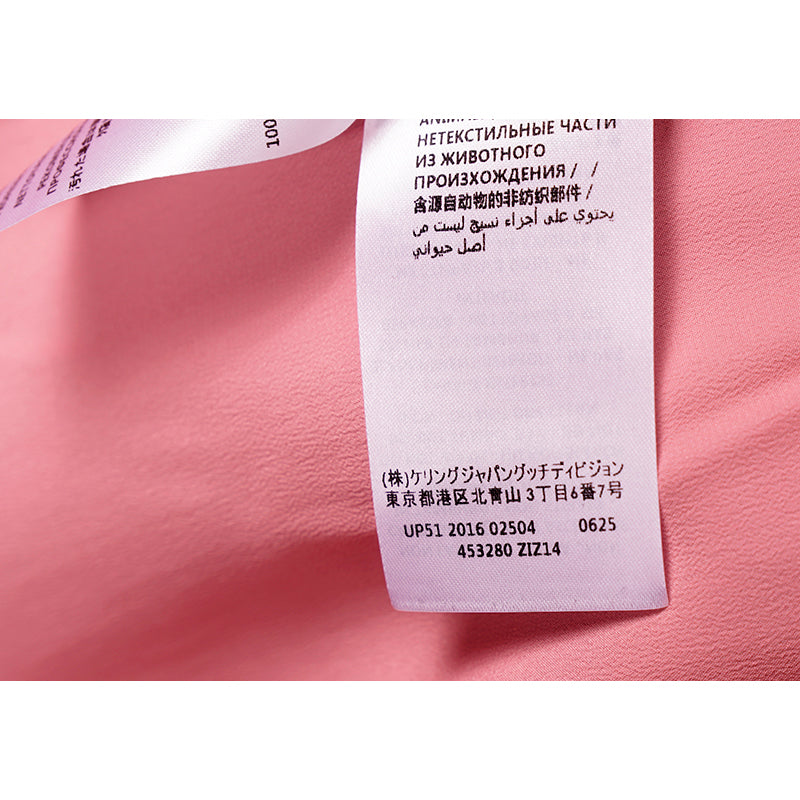 100
НЕТЕКСТИЛЬНЫЕ ЧАСТИ
ИЗ ЖИВОТНОГО
ПРОИЗХОЖДЕНИЯ / /
含源自动物的非纺织部件 /
يحتوي على أجزاء نسيج ليست من
أصل حيواني
(株)ケリングジャパングッチディビジョン
東京都港区北青山 3丁目6番7号
UP51 2016 02504 0625
453280 ZIZ14